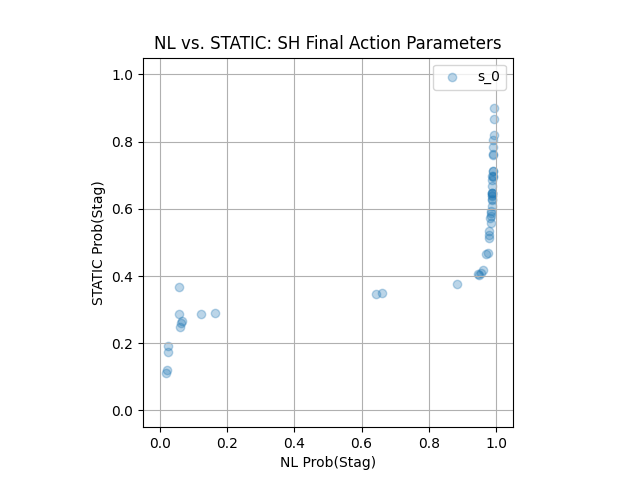 NL vs. STATIC: SH Final Action Parameters
s_0
1.0
0.8
0.6
0.4
0.2
0.0
STATIC Prob(Stag)
0.0 0.2 0.4 0.6 0.8 1.0
NL Prob(Stag)